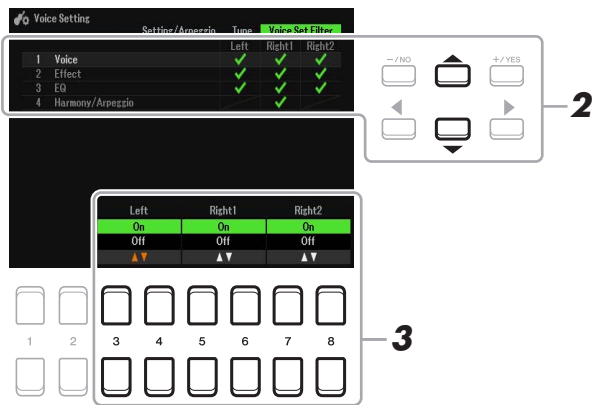 Voice Setting
Setting/Arpeggio Tune Voice Set Filter
Left Right1 Right2
1 Voice
2 Effect
3 EQ
4 Harmony/Arpeggio
-/NO +/YES
2
Left Right1 Right2
On On On
Off Off Off
1 2 3 4 5 6 7 8
3